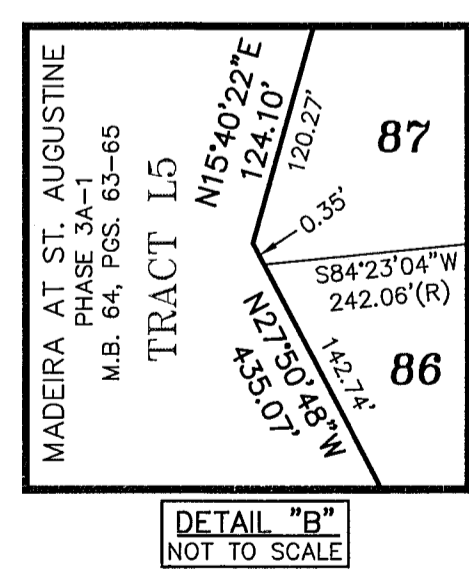 MADEIRA AT ST. AUGUSTINE
PHASE 3A-1
M.B. 64, PGS. 63-65
TRACT L5
N15°40'22"E
124.10'
120.27'
87
0.35'
S84°23'04"W
242.06'(R)
N27°50'48"W
435.07'
142.74'
86
DETAIL "B"
NOT TO SCALE